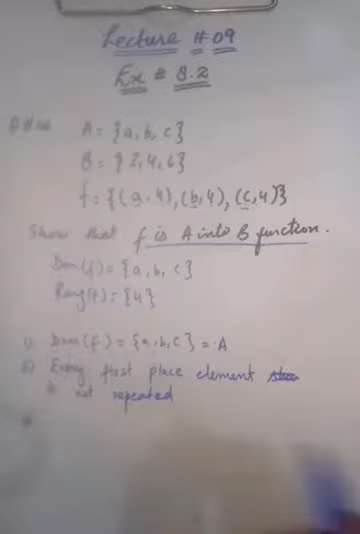 Lecture # 09
Ex # 8.2
A = {a, b, c}
B = {2, 4, 6}
f = {(a, 4), (b, 4), (c, 4)}
Show that f is A into B function.
Dom(f) = {a, b, c}
Rang(f) = {4}
i) Dom(f) = {a, b, c} = A
ii) Every first place element
is not repeated